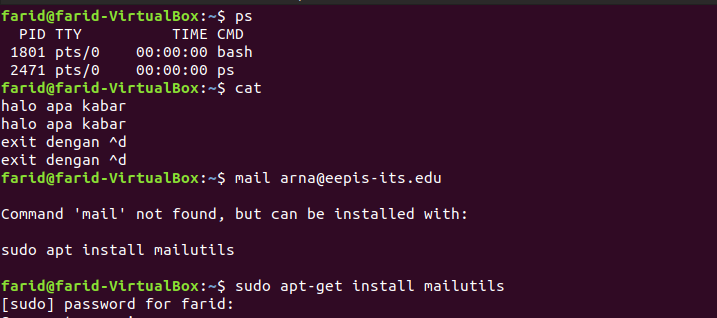 farid@farid-VirtualBox:~$ ps
    PID TTY          TIME CMD
   1801 pts/0    00:00:00 bash
   2471 pts/0    00:00:00 ps
farid@farid-VirtualBox:~$ cat
halo apa kabar
halo apa kabar
exit dengan ^d
exit dengan ^d
farid@farid-VirtualBox:~$ mail arna@eepis-its.edu

Command 'mail' not found, but can be installed with:

sudo apt install mailutils

farid@farid-VirtualBox:~$ sudo apt-get install mailutils
[sudo] password for farid: